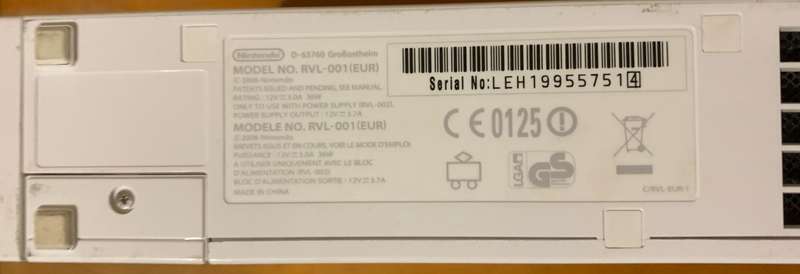 Nintendo D-63760 Großostheim
MODEL NO. RVL-001(EUR)
© 2006 Nintendo
PATENTS ISSUED AND PENDING, SEE MANUAL
RATING : 12V⎓3.0A 36W
ONLY TO USE WITH POWER SUPPLY (RVL-002),
POWER SUPPLY OUTPUT : 12V⎓3.7A
MODELE NO. RVL-001(EUR)
© 2006 Nintendo
BREVETS ISSUS ET EN COURS, VOIR LE MODE D'EMPLOI
PUISSANCE : 12V⎓3.0A 36W
A UTILISER UNIQUEMENT AVEC LE BLOC
D'ALIMENTATION (RVL-002)
BLOC D'ALIMENTATION SORTIE : 12V⎓3.7A
MADE IN CHINA
Serial No:LEH19955751 4
CE0125
LGA
GS
C/RVL-EUR-1